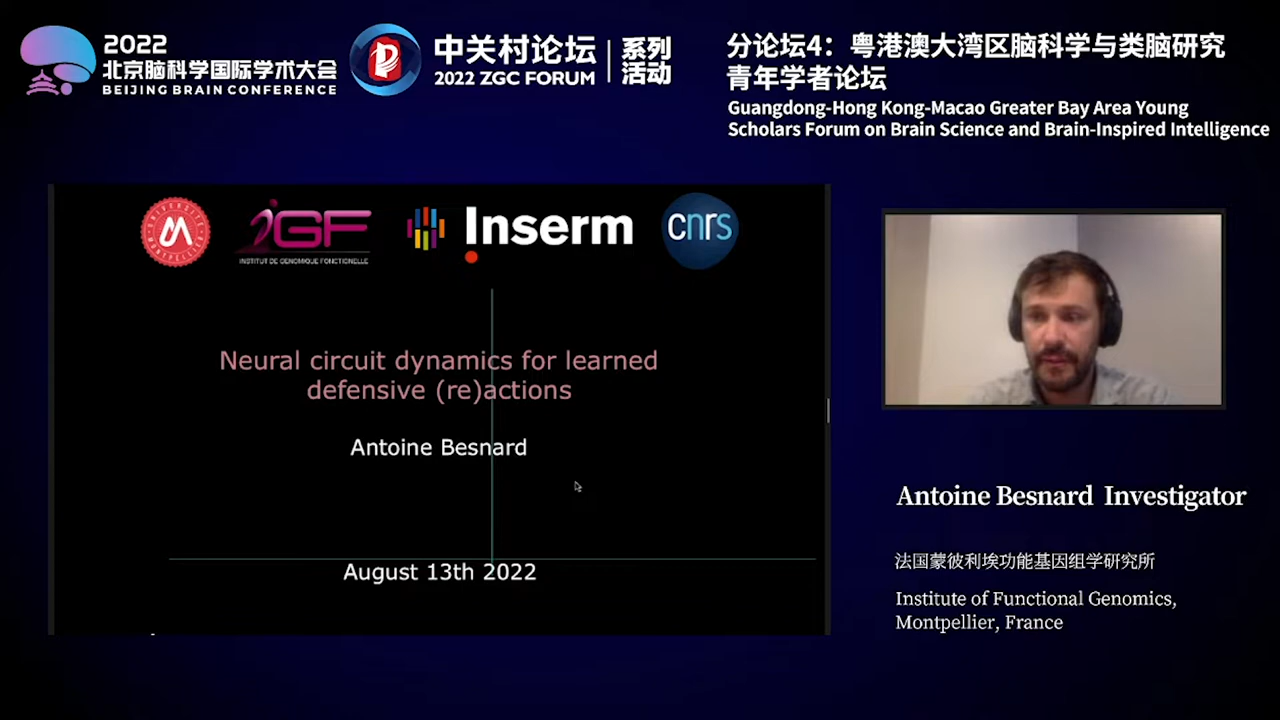 2022
北京脑科学国际学术大会
BEIJING BRAIN CONFERENCE
中关村论坛
2022 ZGC FORUM
系列
活动
分论坛4：粤港澳大湾区脑科学与类脑研究
青年学者论坛
Guangdong-Hong Kong-Macao Greater Bay Area Young
Scholars Forum on Brain Science and Brain-Inspired Intelligence
iGF
INSTITUT DE GENOMIQUE FONCTIONELLE
Inserm
cnrs
Neural circuit dynamics for learned
defensive (re)actions
Antoine Besnard
August 13th 2022
Antoine Besnard Investigator
法国蒙彼利埃功能基因组学研究所
Institute of Functional Genomics,
Montpellier, France